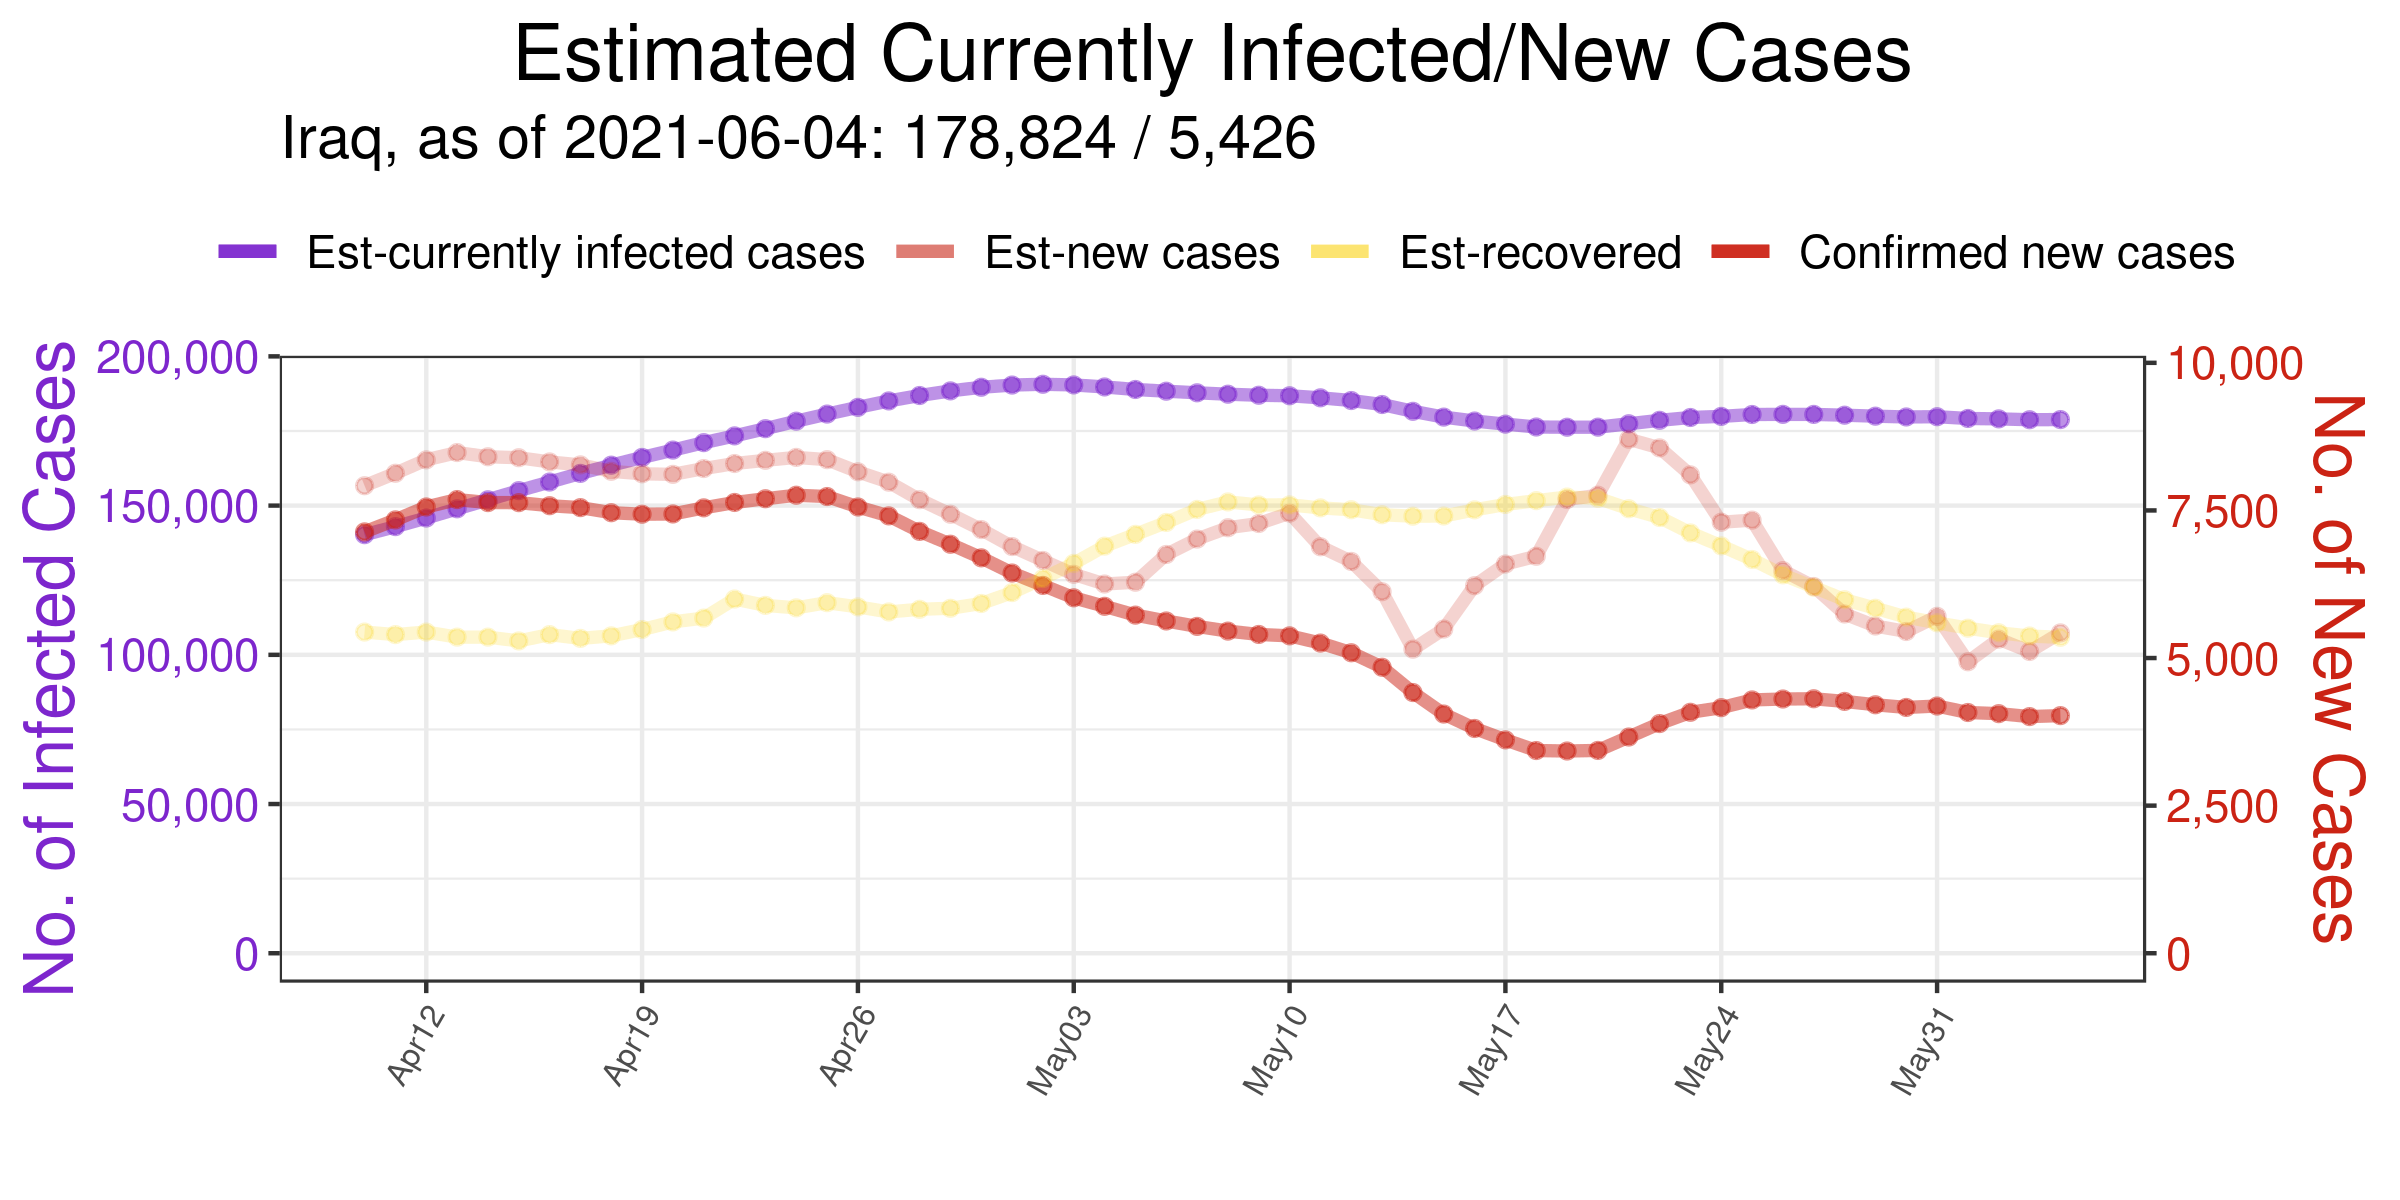 Estimated Currently Infected/New Cases
Iraq, as of 2021-06-04: 178,824 / 5,426
Est-currently infected cases Est-new cases Est-recovered Confirmed new cases
No. of Infected Cases
200,000
150,000
100,000
50,000
0
10,000
7,500
5,000
2,500
0
No. of New Cases
Apr12 Apr19 Apr26 May03 May10 May17 May24 May31